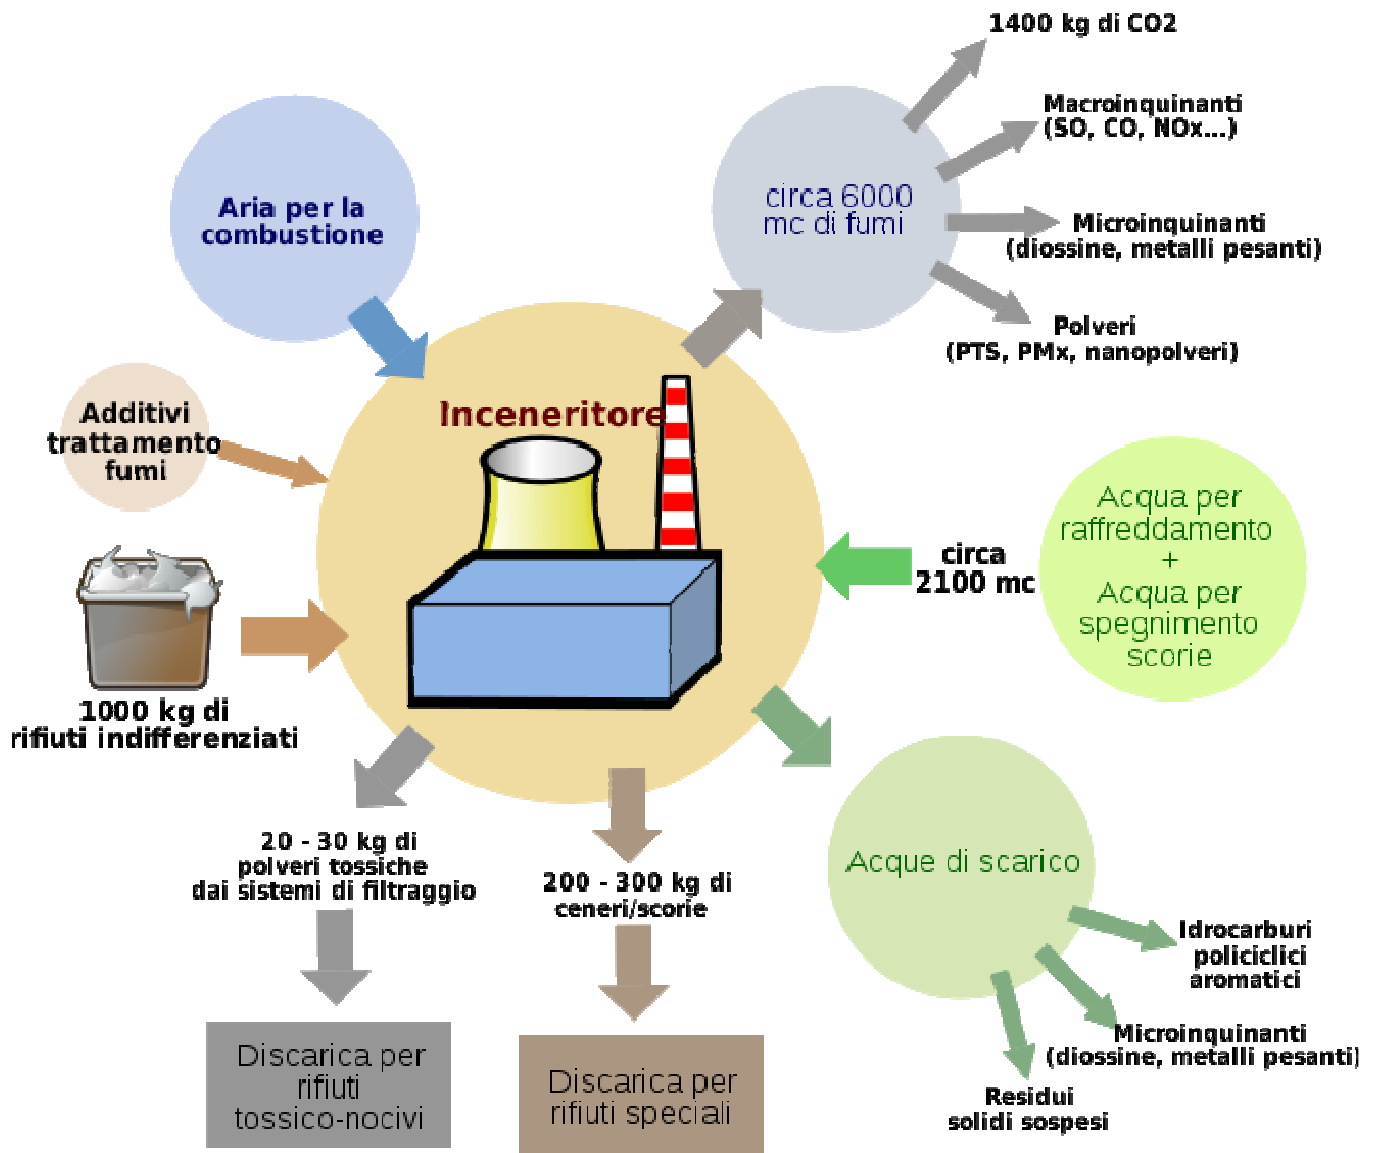 1400 kg di CO2
Macroinquinanti
(SO, CO, NOx...)
Aria per la
combustione
circa 6000
mc di fumi
Microinquinanti
(diossine, metalli pesanti)
Polveri
(PTS, PMx, nanopolveri)
Additivi
trattamento
fumi
Inceneritore
Acqua per
raffreddamento
+
Acqua per
spegnimento
scorie
circa
2100 mc
1000 kg di
rifiuti indifferenziati
20 - 30 kg di
polveri tossiche
dai sistemi di filtraggio
200 - 300 kg di
ceneri/scorie
Acque di scarico
Idrocarburi
policiclici
aromatici
Microinquinanti
(diossine, metalli pesanti)
Residui
solidi sospesi
Discarica per
rifiuti
tossico-nocivi
Discarica per
rifiuti speciali